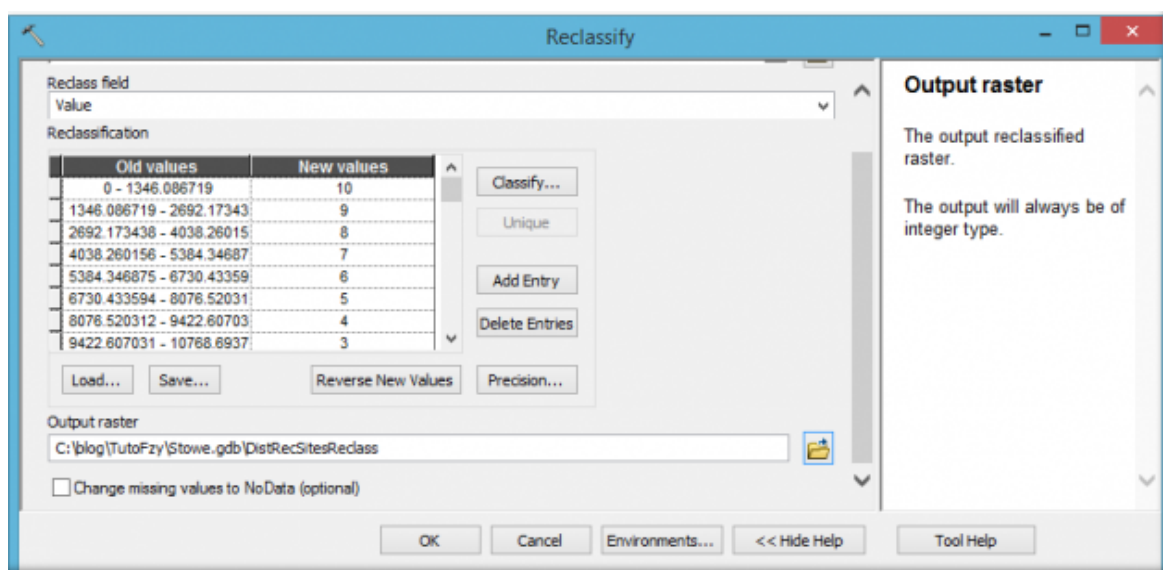 Reclassify
Reclass field
Value
Reclassification
Old values New values
0 - 1346.086719 10
1346.086719 - 2692.17343 9
2692.173438 - 4038.26015 8
4038.260156 - 5384.34687 7
5384.346875 - 6730.43359 6
6730.433594 - 8076.52031 5
8076.520312 - 9422.60703 4
9422.607031 - 10768.6937 3
Classify...
Unique
Add Entry
Delete Entries
Load... Save... Reverse New Values Precision...
Output raster
C:\blog\TutoFzy\Stowe.gdb\DistRecSitesReclass
Change missing values to NoData (optional)
OK Cancel Environments... << Hide Help Tool Help
Output raster
The output reclassified
raster.
The output will always be of
integer type.